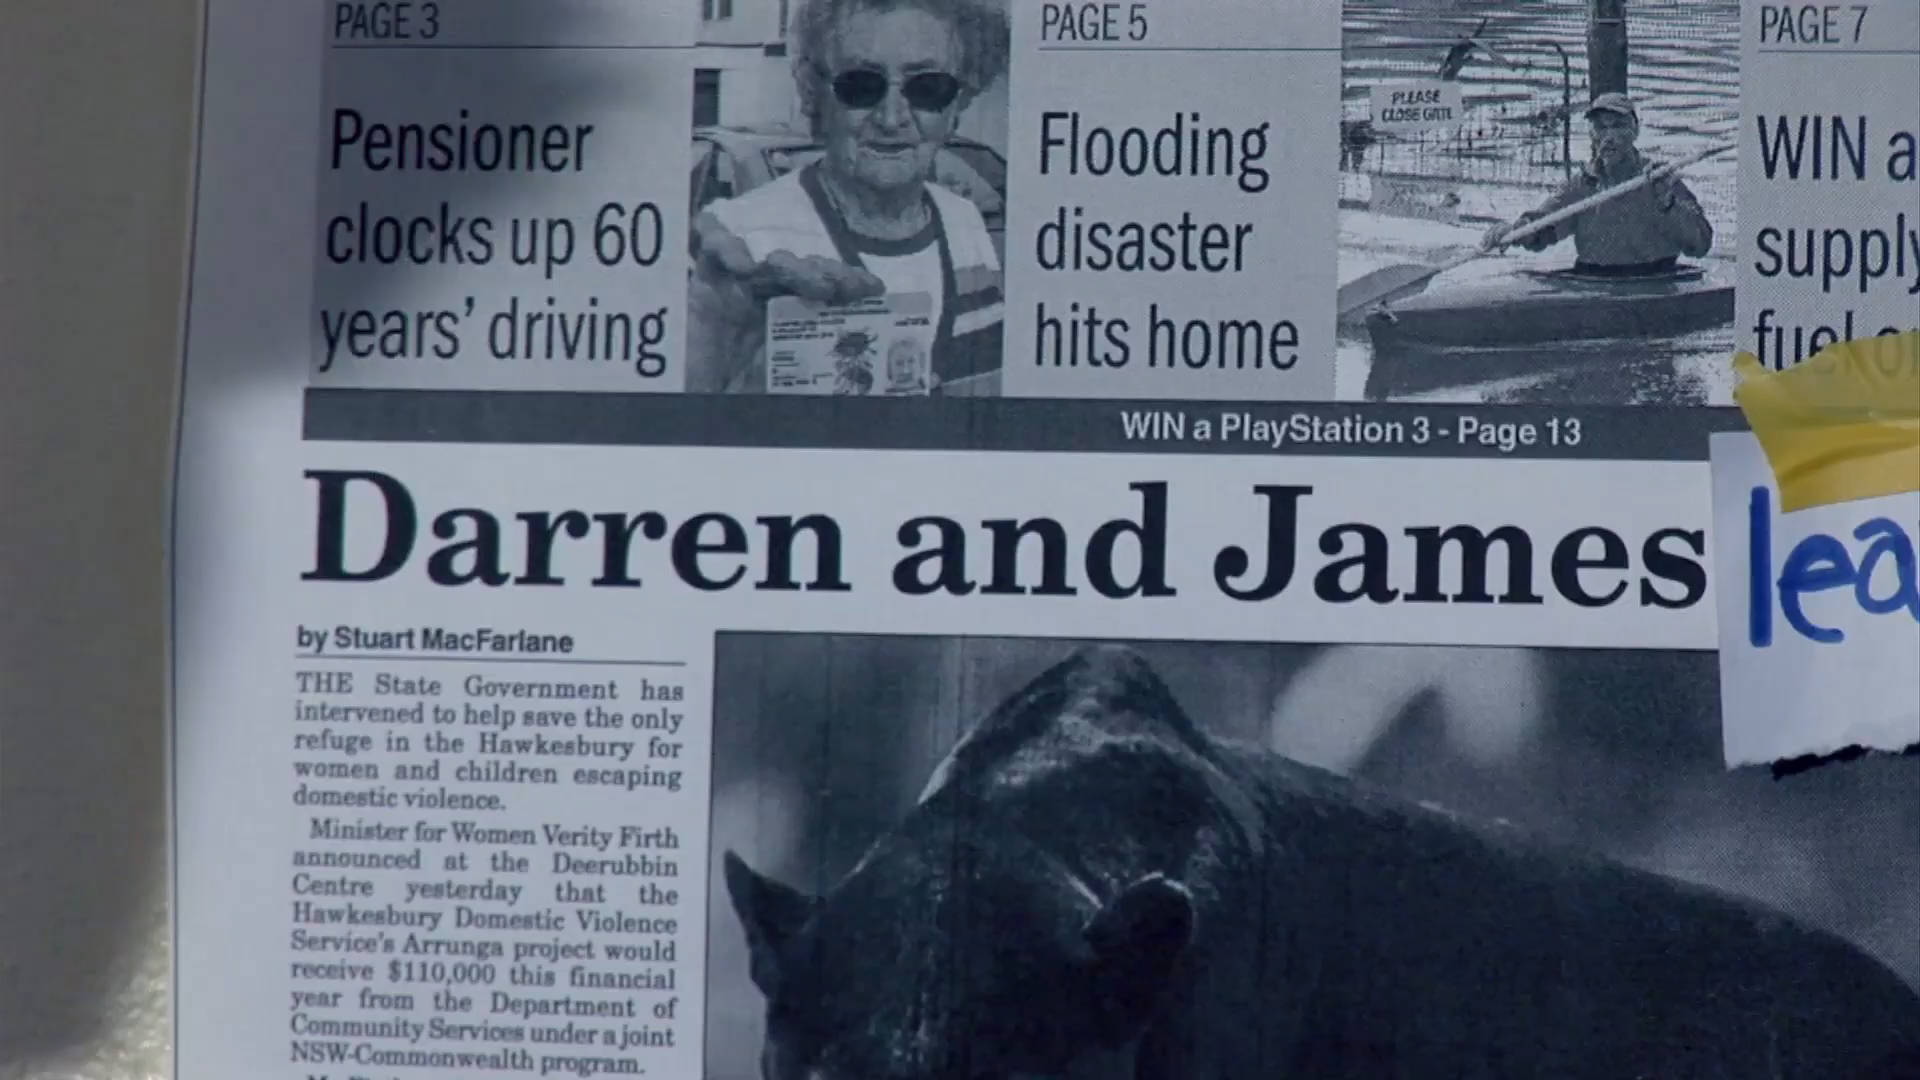 PAGE 3
Pensioner
clocks up 60
years' driving
PAGE 5
Flooding
disaster
hits home
PLEASE
CLOSE GATE
PAGE 7
WIN a
supply
fuel
WIN a PlayStation 3 - Page 13
Darren and James
lea
by Stuart MacFarlane
THE State Government has
intervened to help save the only
refuge in the Hawkesbury for
women and children escaping
domestic violence.
Minister for Women Verity Firth
announced at the Deerubbin
Centre yesterday that the
Hawkesbury Domestic Violence
Service's Arrunga project would
receive $110,000 this financial
year from the Department of
Community Services under a joint
NSW-Commonwealth program.